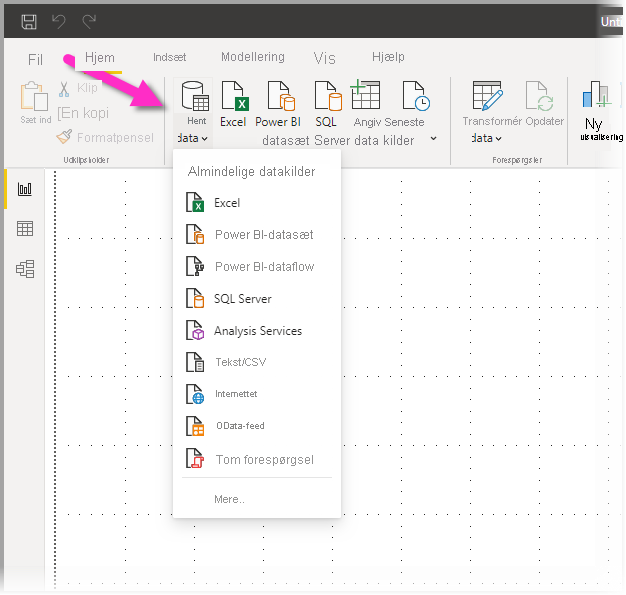 Unt
Fil Hjem Indsæt Modellering Vis Hjælp
Sæt ind
Klip
[En kopi
Formatpensel
Udklipsholder
Hent
data
Excel
Power BI
datasæt
SQL
Server
Angiv
data
Seneste
kilder
Transformér
data
Opdater
Forespørgsler
Ny
uisualisering
Almindelige datakilder
Excel
Power BI-datasæt
Power BI-dataflow
SQL Server
Analysis Services
Tekst/CSV
Internettet
OData-feed
Tom forespørgsel
Mere..